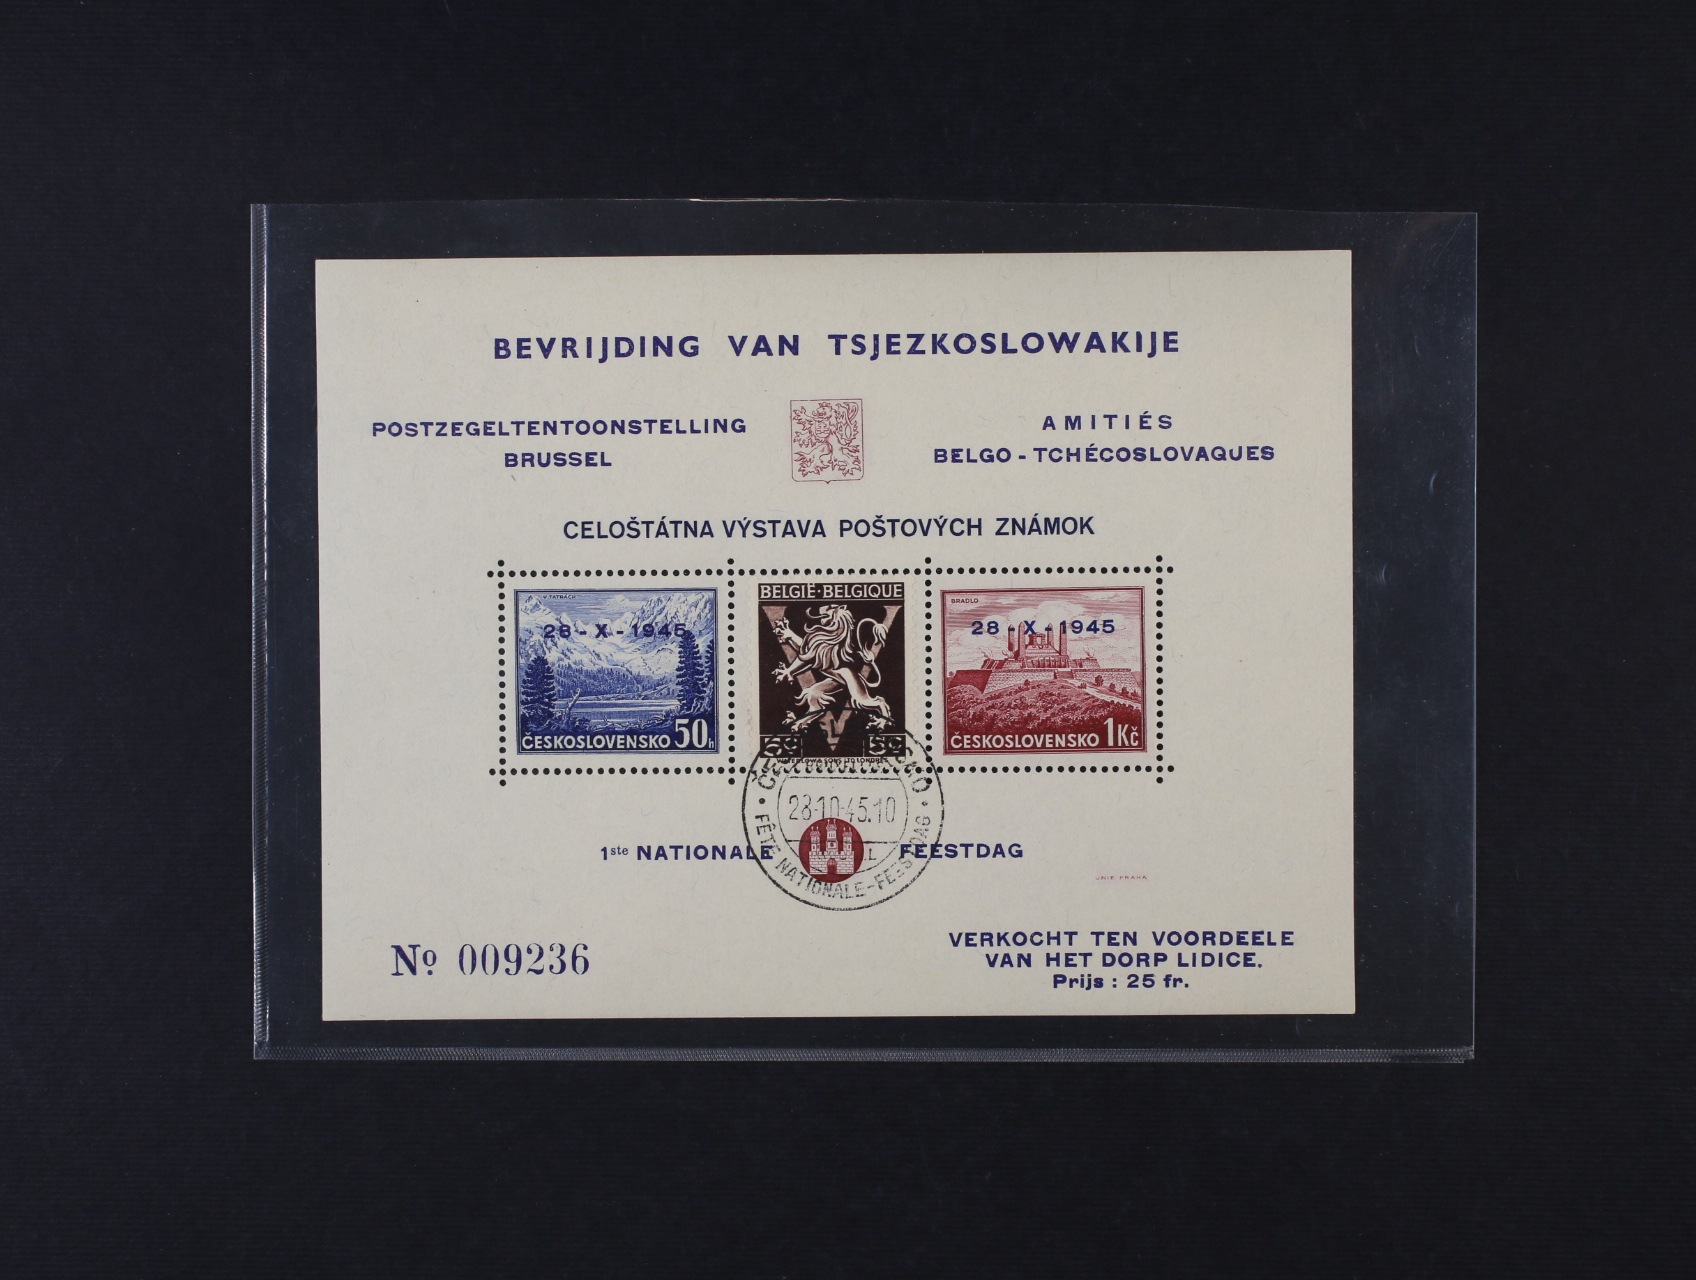 BEVRIJDING VAN TSJEZKOSLOWAKIJE
POSTZEGELTENTOONSTELLING
BRUSSEL
AMITIÉS
BELGO - TCHÉCOSLOVAQUES
CELOŠTÁTNA VÝSTAVA POŠTOVÝCH ZNÁMOK
V TATRÁCH
28 - X - 1945
ČESKOSLOVENSKO 50h
BELGIË·BELGIQUE
V
BRADLO
28 - X - 1945
ČESKOSLOVENSKO 1Kč
28·10·45.10
FÊTE NATIONALE-FEESTDAG
1ste NATIONALE FEESTDAG
UNIE PRAHA
Nº 009236
VERKOCHT TEN VOORDEELE
VAN HET DORP LIDICE.
Prijs : 25 fr.